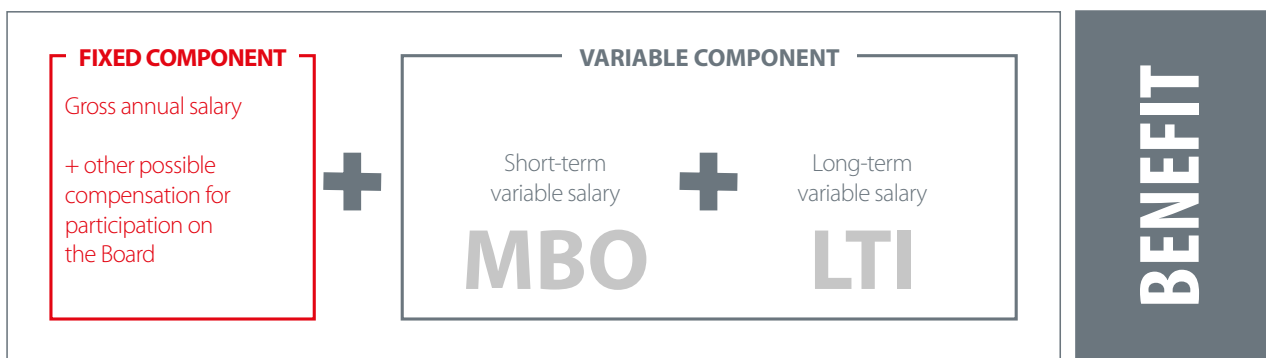 FIXED COMPONENT
Gross annual salary
+ other possible
compensation for
participation on
the Board
VARIABLE COMPONENT
Short-term
variable salary
MBO
Long-term
variable salary
LTI
BENEFIT